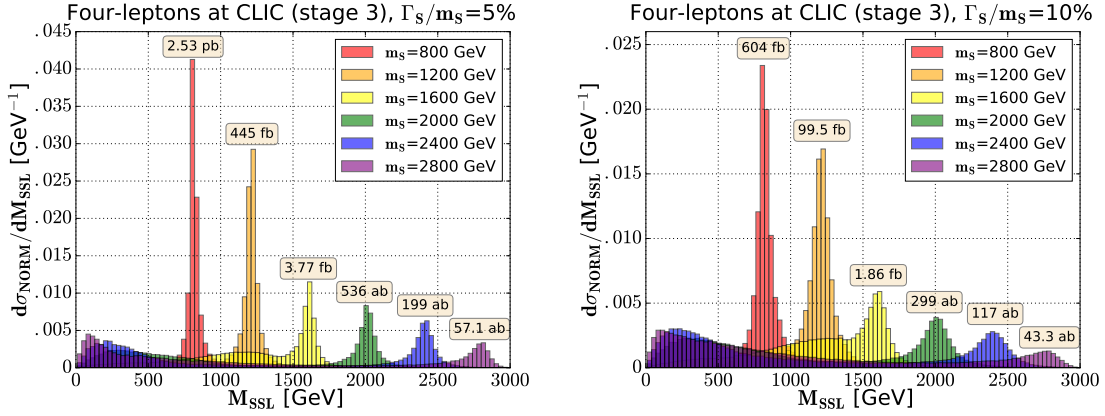 Four-leptons at CLIC (stage 3), Γ_S/m_S=5%
dσ_NORM/dM_SSL [GeV⁻¹]
.045
.040
.035
.030
.025
.020
.015
.010
.005
0
2.53 pb
445 fb
3.77 fb
536 ab
199 ab
57.1 ab
m_S=800 GeV
m_S=1200 GeV
m_S=1600 GeV
m_S=2000 GeV
m_S=2400 GeV
m_S=2800 GeV
0 500 1000 1500 2000 2500 3000
M_SSL [GeV]
Four-leptons at CLIC (stage 3), Γ_S/m_S=10%
dσ_NORM/dM_SSL [GeV⁻¹]
.025
.020
.015
.010
.005
0
604 fb
99.5 fb
1.86 fb
299 ab
117 ab
43.3 ab
m_S=800 GeV
m_S=1200 GeV
m_S=1600 GeV
m_S=2000 GeV
m_S=2400 GeV
m_S=2800 GeV
0 500 1000 1500 2000 2500 3000
M_SSL [GeV]